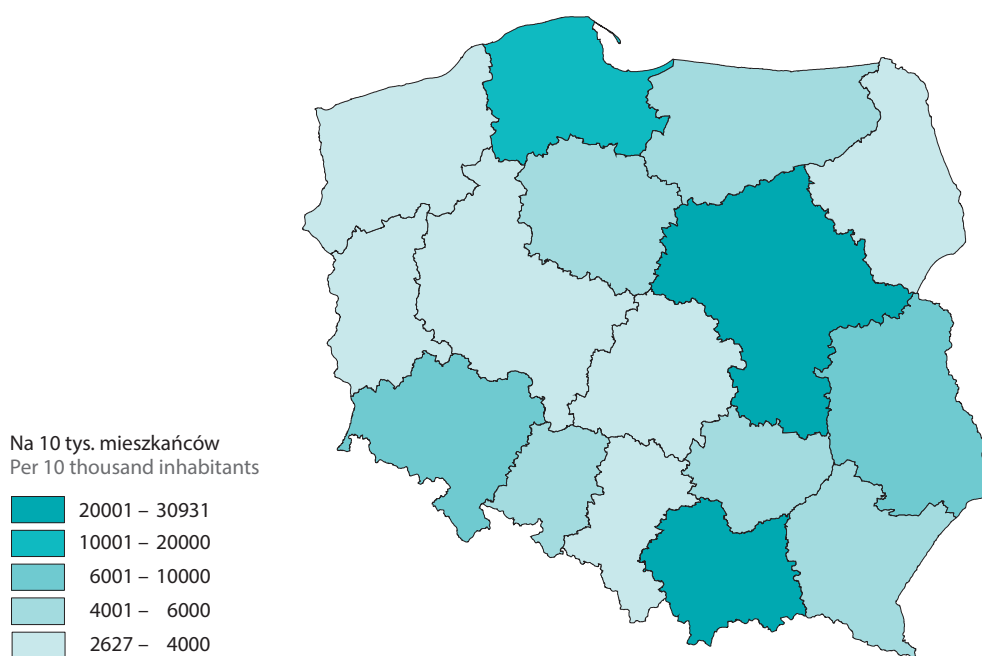 Na 10 tys. mieszkańców
Per 10 thousand inhabitants
20001 – 30931
10001 – 20000
6001 – 10000
4001 – 6000
2627 – 4000